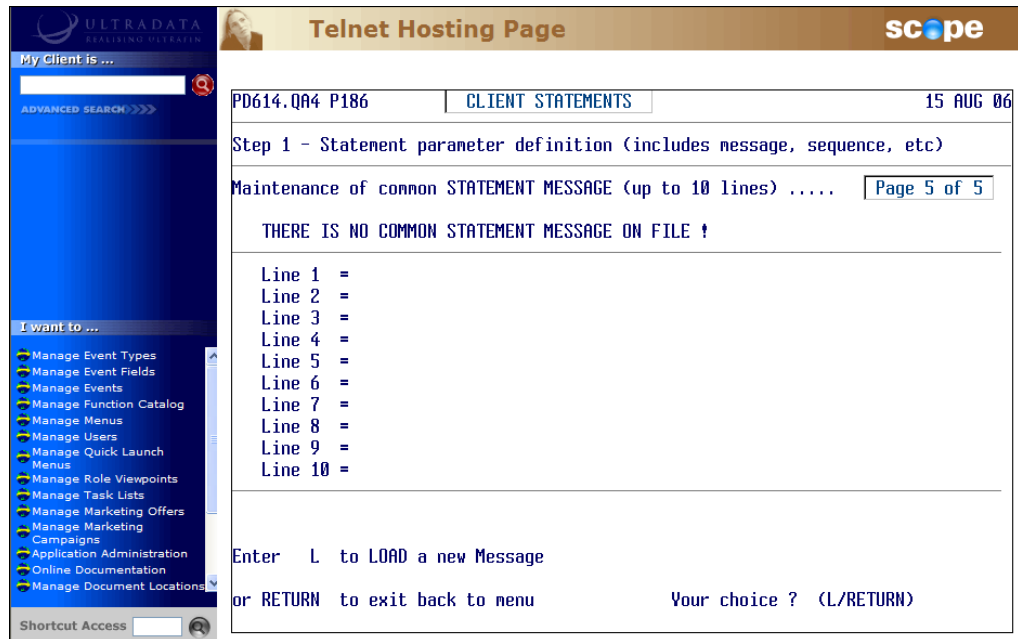 ULTRADATA
REALISING ULTRAFIN
Telnet Hosting Page
scope
My Client is ...
ADVANCED SEARCH
PD614.QA4 P186 CLIENT STATEMENTS 15 AUG 06
Step 1 - Statement parameter definition (includes message, sequence, etc)
Maintenance of common STATEMENT MESSAGE (up to 10 lines) ..... Page 5 of 5
THERE IS NO COMMON STATEMENT MESSAGE ON FILE !
Line 1 =
Line 2 =
Line 3 =
Line 4 =
Line 5 =
Line 6 =
Line 7 =
Line 8 =
Line 9 =
Line 10 =
Enter L to LOAD a new Message
or RETURN to exit back to menu Your choice ? (L/RETURN)
I want to ...
Manage Event Types
Manage Event Fields
Manage Events
Manage Function Catalog
Manage Menus
Manage Users
Manage Quick Launch
Menus
Manage Role Viewpoints
Manage Task Lists
Manage Marketing Offers
Manage Marketing
Campaigns
Application Administration
Online Documentation
Manage Document Locations
Shortcut Access